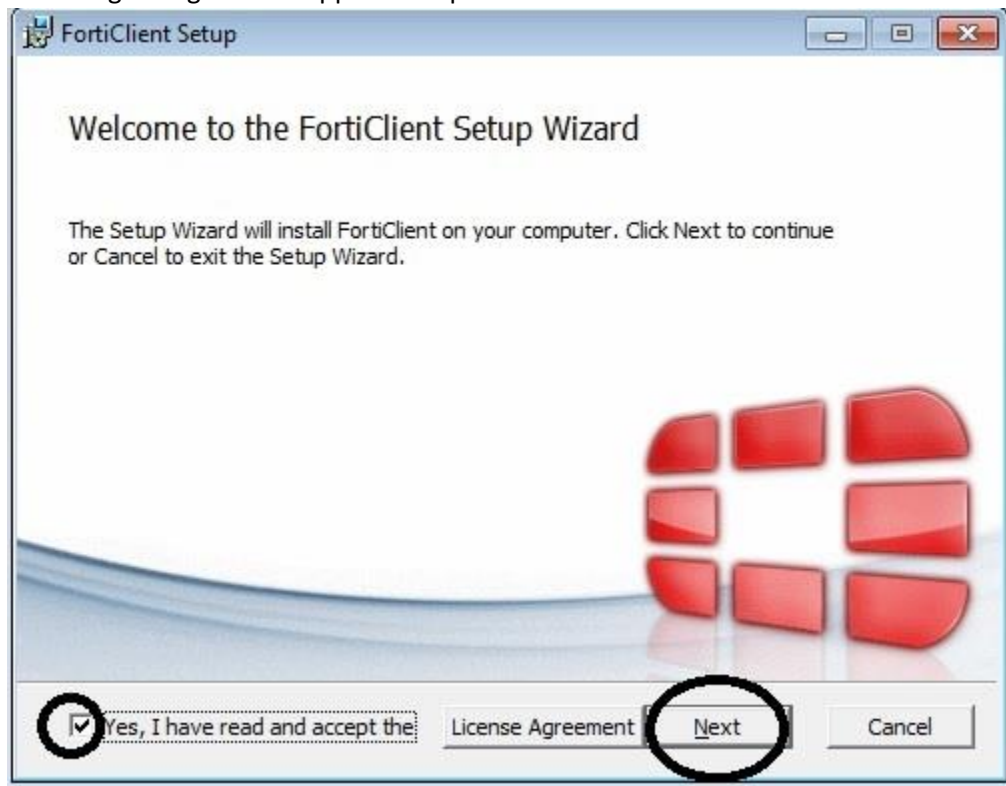 FortiClient Setup
Welcome to the FortiClient Setup Wizard
The Setup Wizard will install FortiClient on your computer. Click Next to continue
or Cancel to exit the Setup Wizard.
Yes, I have read and accept the License Agreement Next Cancel